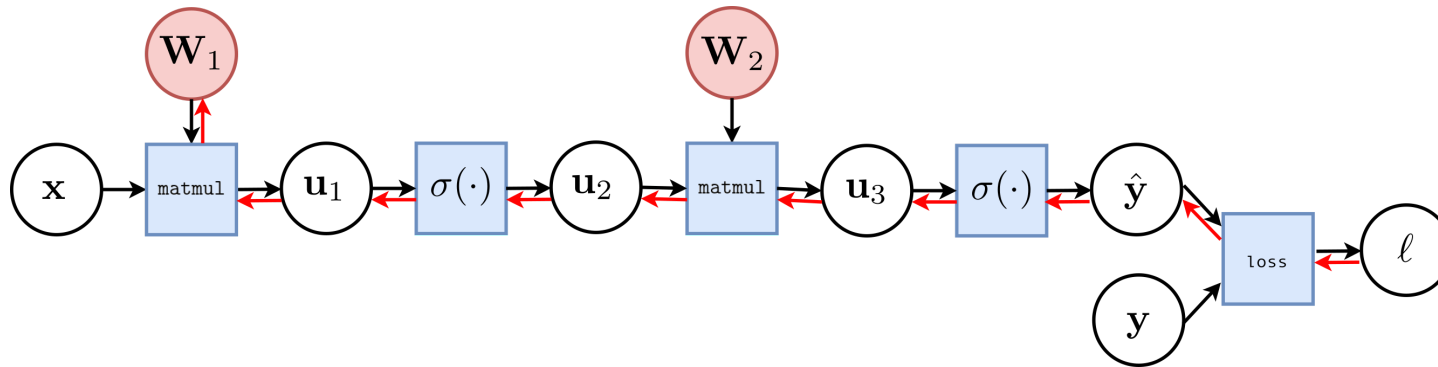 W₁
W₂
x
matmul
u₁
σ(·)
u₂
matmul
u₃
σ(·)
ŷ
loss
ℓ
y